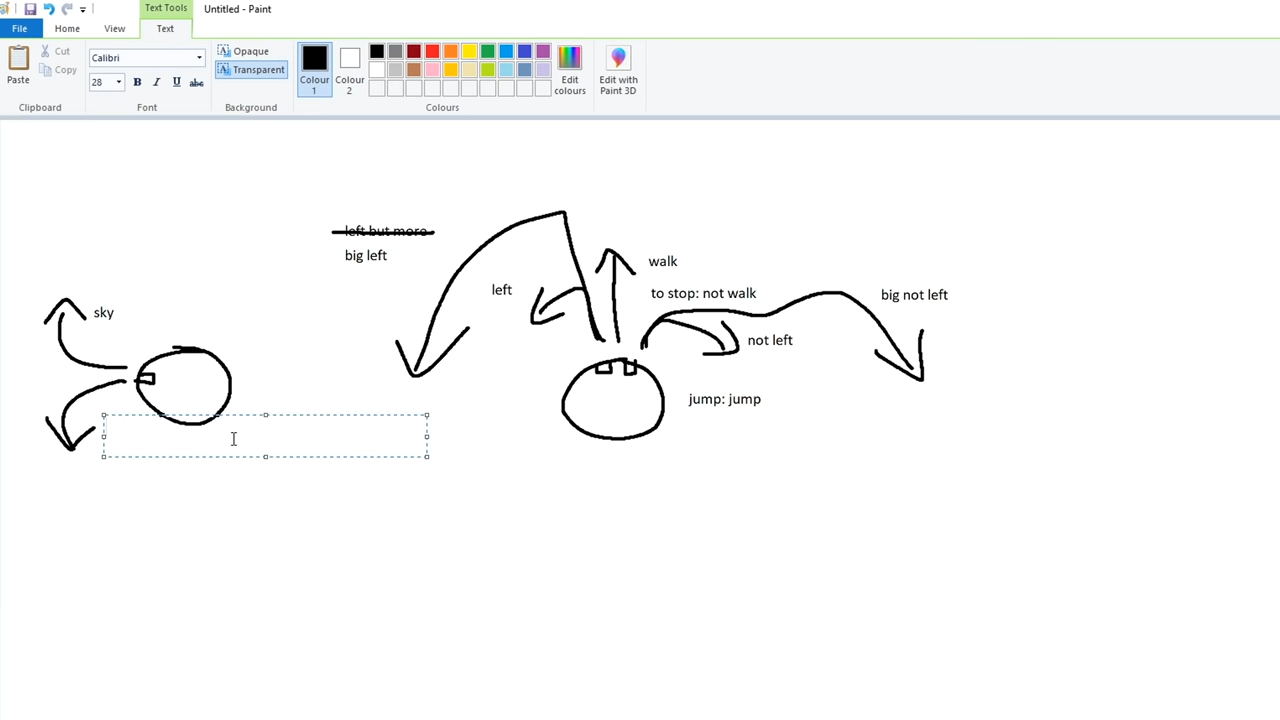 Text Tools
Untitled - Paint
File
Home
View
Text
Paste
Cut
Copy
Clipboard
Calibri
28
B
I
U
abc
Font
A
Opaque
A
Transparent
Background
Colour
1
Colour
2
Edit
colours
Edit with
Paint 3D
Colours
left but more
big left
left
walk
to stop: not walk
big not left
not left
jump: jump
sky